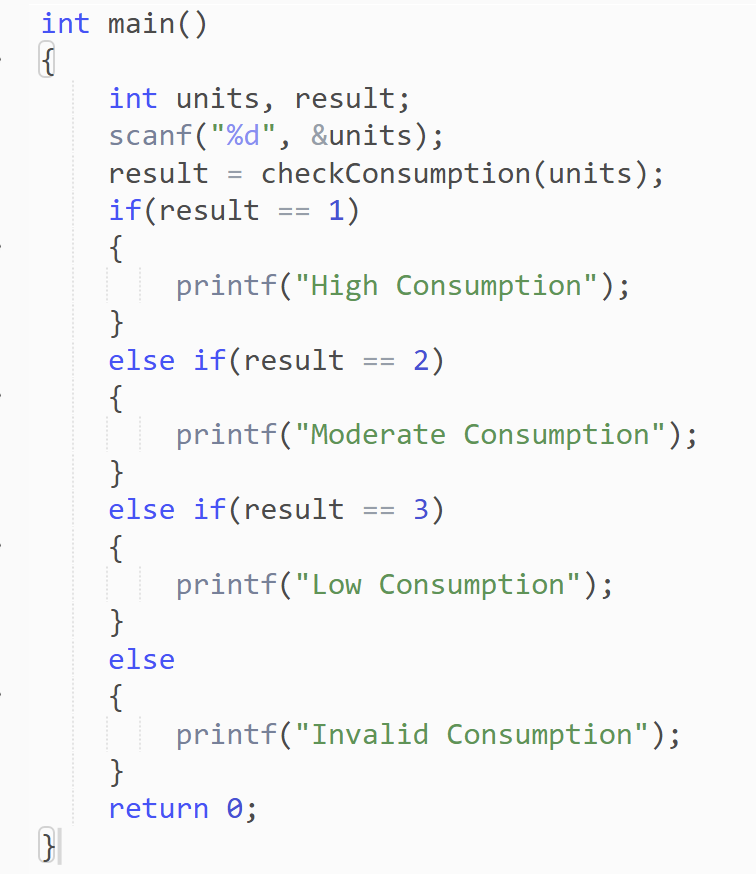 int main()
{
    int units, result;
    scanf("%d", &units);
    result = checkConsumption(units);
    if(result == 1)
    {
        printf("High Consumption");
    }
    else if(result == 2)
    {
        printf("Moderate Consumption");
    }
    else if(result == 3)
    {
        printf("Low Consumption");
    }
    else
    {
        printf("Invalid Consumption");
    }
    return 0;
}